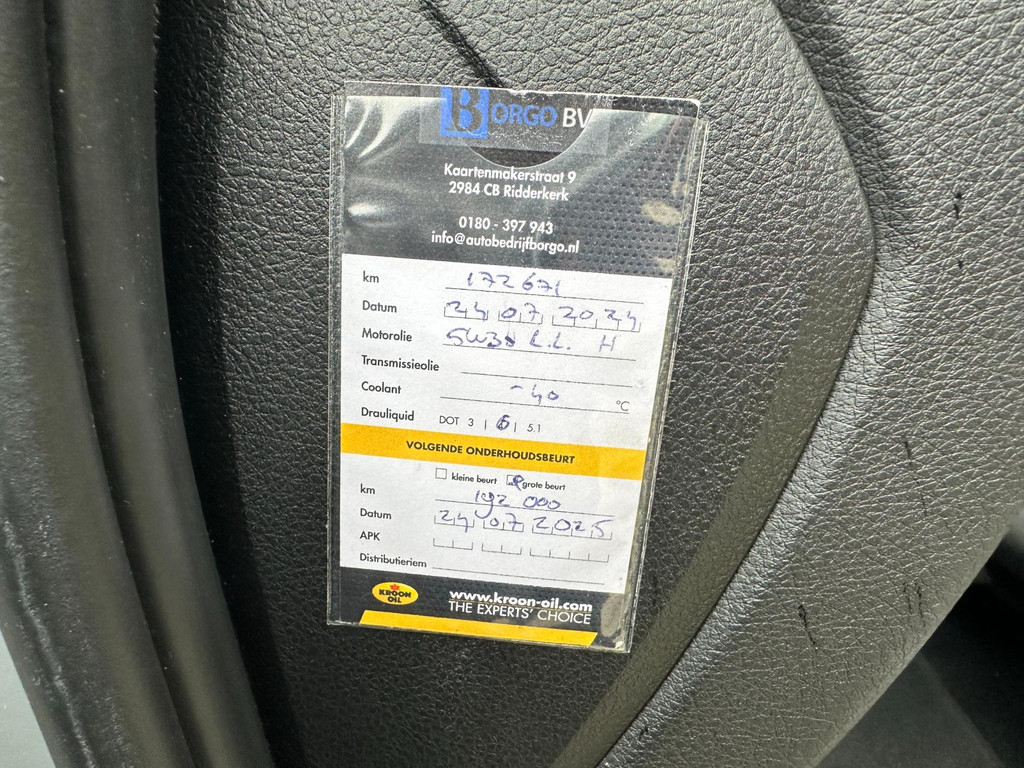 BORGO BV
Kaartenmakerstraat 9
2984 CB Ridderkerk
0180 - 397 943
info@autobedrijfborgo.nl
km 172671
Datum 24 07 2024
Motorolie 5W30 L.L. H
Transmissieolie
Coolant -40 °C
Drauliquid DOT 3 | | 5.1
VOLGENDE ONDERHOUDSBEURT
kleine beurt grote beurt
km 192 000
Datum 24 07 2025
APK
Distributieriem
KROON OIL
www.kroon-oil.com
THE EXPERTS' CHOICE